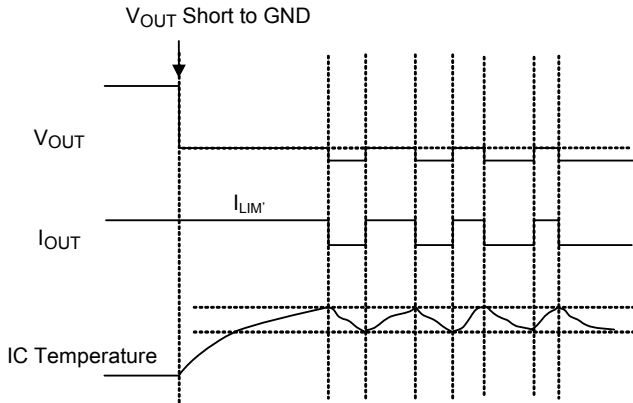 VOUT Short to GND
VOUT
ILIM'
IOUT
IC Temperature